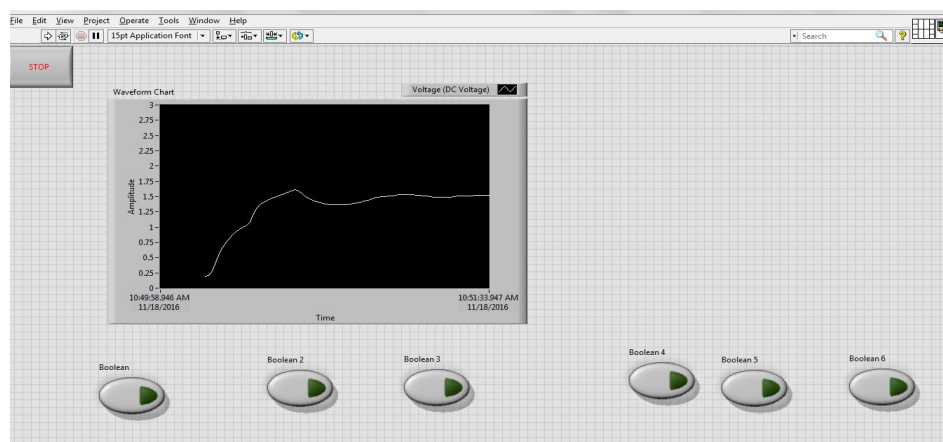 File Edit View Project Operate Tools Window Help
15pt Application Font
Search
?
STOP
Waveform Chart
Voltage (DC Voltage)
3
2.75
2.5
2.25
2
1.75
1.5
1.25
1
0.75
0.5
0.25
0
Amplitude
10:49:58.946 AM
11/18/2016
10:51:33.947 AM
11/18/2016
Time
Boolean
Boolean 2
Boolean 3
Boolean 4
Boolean 5
Boolean 6